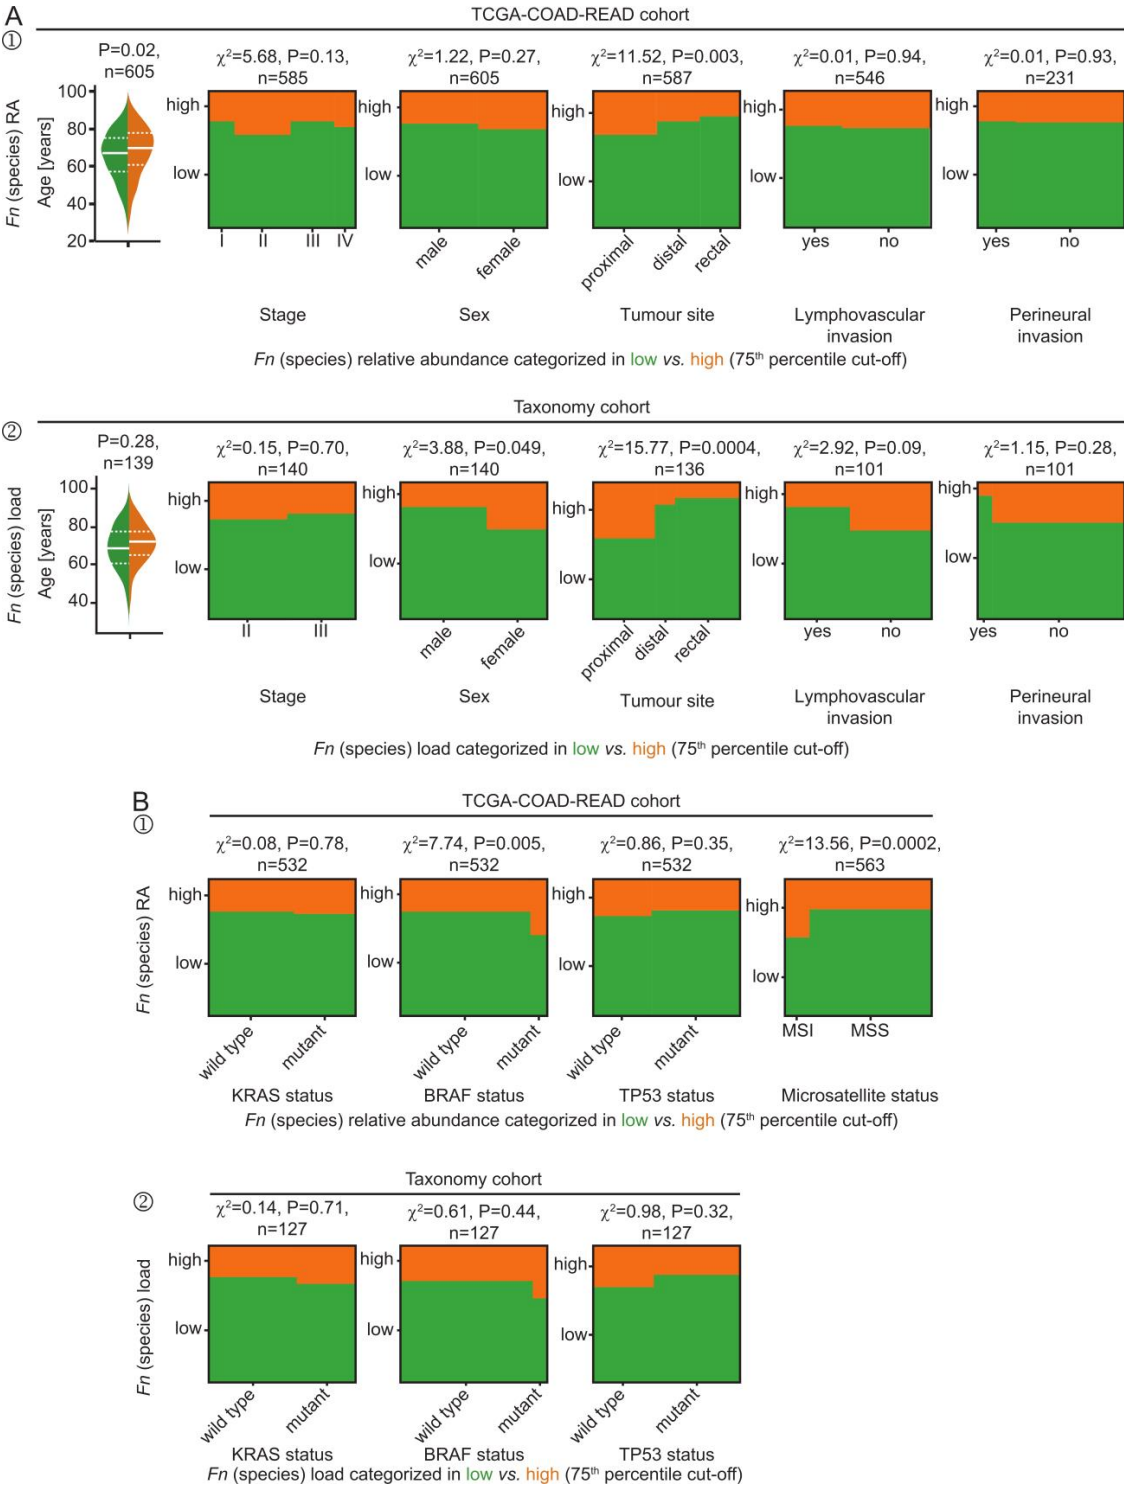 A
TCGA-COAD-READ cohort
①
P=0.02,
n=605
χ²=5.68, P=0.13,
n=585
χ²=1.22, P=0.27,
n=605
χ²=11.52, P=0.003,
n=587
χ²=0.01, P=0.94,
n=546
χ²=0.01, P=0.93,
n=231
Fn (species) RA
Age [years]
100
80
60
40
20
high
low
I II III IV
Stage
high
low
male
female
Sex
high
low
proximal
distal
rectal
Tumour site
high
low
yes no
Lymphovascular
invasion
high
low
yes no
Perineural
invasion
Fn (species) relative abundance categorized in low vs. high (75th percentile cut-off)
Taxonomy cohort
②
P=0.28,
n=139
χ²=0.15, P=0.70,
n=140
χ²=3.88, P=0.049,
n=140
χ²=15.77, P=0.0004,
n=136
χ²=2.92, P=0.09,
n=101
χ²=1.15, P=0.28,
n=101
Fn (species) load
Age [years]
100
80
60
40
high
low
II III
Stage
high
low
male
female
Sex
high
low
proximal
distal
rectal
Tumour site
high
low
yes no
Lymphovascular
invasion
high
low
yes no
Perineural
invasion
Fn (species) load categorized in low vs. high (75th percentile cut-off)
B
TCGA-COAD-READ cohort
①
χ²=0.08, P=0.78,
n=532
χ²=7.74, P=0.005,
n=532
χ²=0.86, P=0.35,
n=532
χ²=13.56, P=0.0002,
n=563
Fn (species) RA
high
low
wild type
mutant
KRAS status
high
low
wild type
mutant
BRAF status
high
low
wild type
mutant
TP53 status
high
low
MSI MSS
Microsatellite status
Fn (species) relative abundance categorized in low vs. high (75th percentile cut-off)
Taxonomy cohort
②
χ²=0.14, P=0.71,
n=127
χ²=0.61, P=0.44,
n=127
χ²=0.98, P=0.32,
n=127
Fn (species) load
high
low
wild type
mutant
KRAS status
high
low
wild type
mutant
BRAF status
high
low
wild type
mutant
TP53 status
Fn (species) load categorized in low vs. high (75th percentile cut-off)